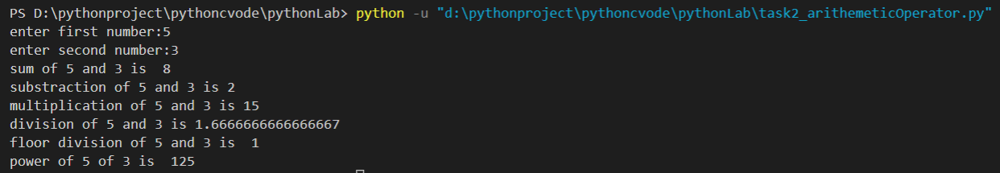 PS D:\pythonproject\pythoncvode\pythonLab> python -u "d:\pythonproject\pythoncvode\pythonLab\task2_arithemeticOperator.py"
enter first number:5
enter second number:3
sum of 5 and 3 is  8
substraction of 5 and 3 is 2
multiplication of 5 and 3 is 15
division of 5 and 3 is 1.6666666666666667
floor division of 5 and 3 is  1
power of 5 of 3 is  125